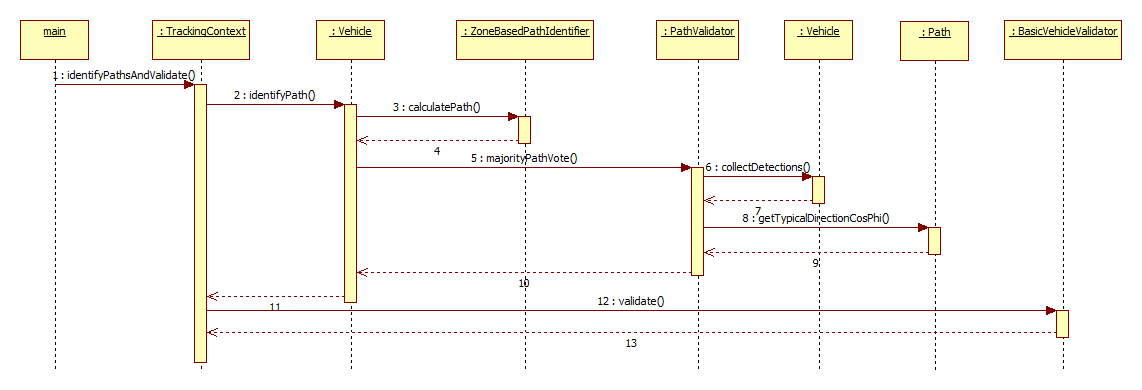 main
: TrackingContext
: Vehicle
: ZoneBasedPathIdentifier
: PathValidator
: Vehicle
: Path
: BasicVehicleValidator
1 : identifyPathsAndValidate()
2 : identifyPath()
3 : calculatePath()
4
5 : majorityPathVote()
6 : collectDetections()
7
8 : getTypicalDirectionCosPhi()
9
10
11
12 : validate()
13